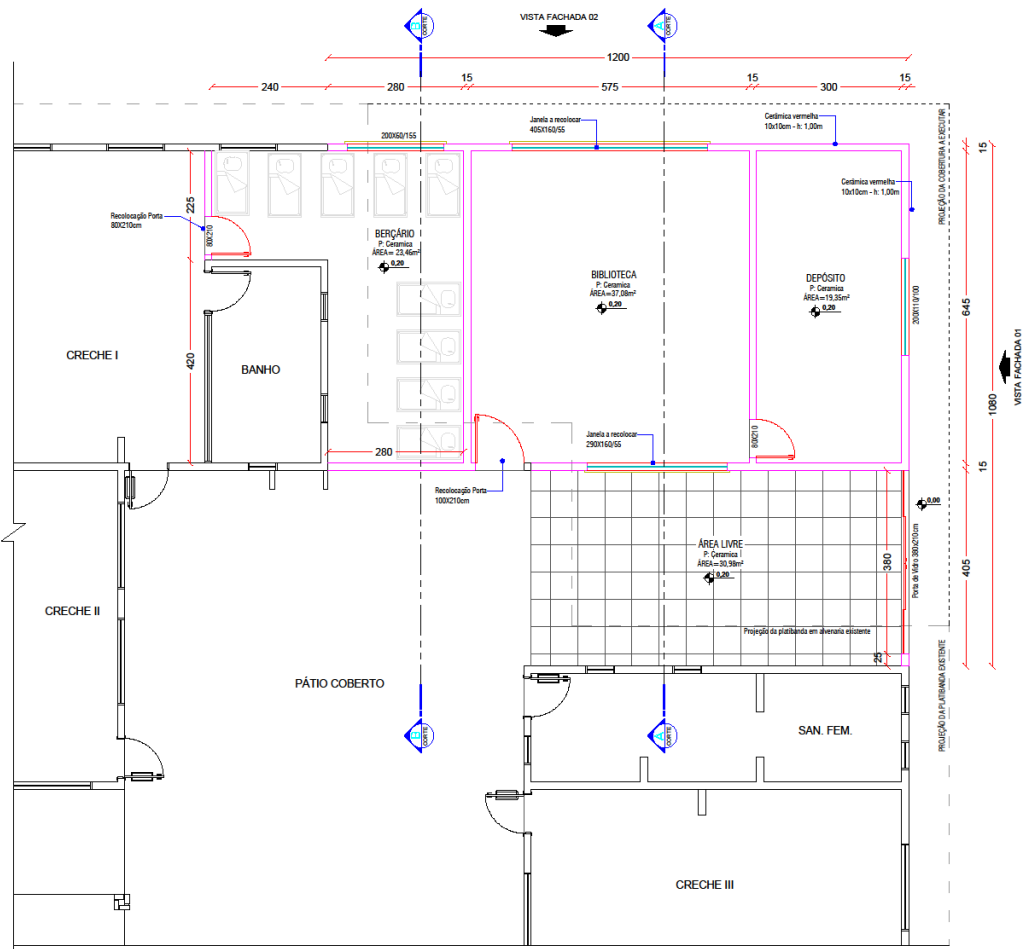 VISTA FACHADA 02
B
CORTE
A
CORTE
1200
240
280
15
575
15
300
15
200X60/155
Janela a recolocar
405X160/55
Cerâmica vermelha
10x10cm - h: 1,00m
Cerâmica vermelha
10x10cm - h: 1,00m
PROJEÇÃO DA COBERTURA A EXECUTAR
15
225
Recolocação Porta
80X210cm
80X210
BERÇÁRIO
P: Ceramica
ÁREA= 23,46m²
0,20
BIBLIOTECA
P: Ceramica
ÁREA=37,08m²
0,20
DEPÓSITO
P: Ceramica
ÁREA=19,35m²
0,20
200X110/100
645
CRECHE I
420
BANHO
VISTA FACHADA 01
1080
280
Janela a recolocar
290X160/55
80X210
15
Recolocação Porta
100X210cm
0,00
ÁREA LIVRE
P: Ceramica
ÁREA=30,98m²
0,20
380
Porta de Vidro 380x210cm
405
CRECHE II
Projeção da platibanda em alvenaria existente
25
PROJEÇÃO DA PLATIBANDA EXISTENTE
PÁTIO COBERTO
B
CORTE
A
CORTE
SAN. FEM.
CRECHE III